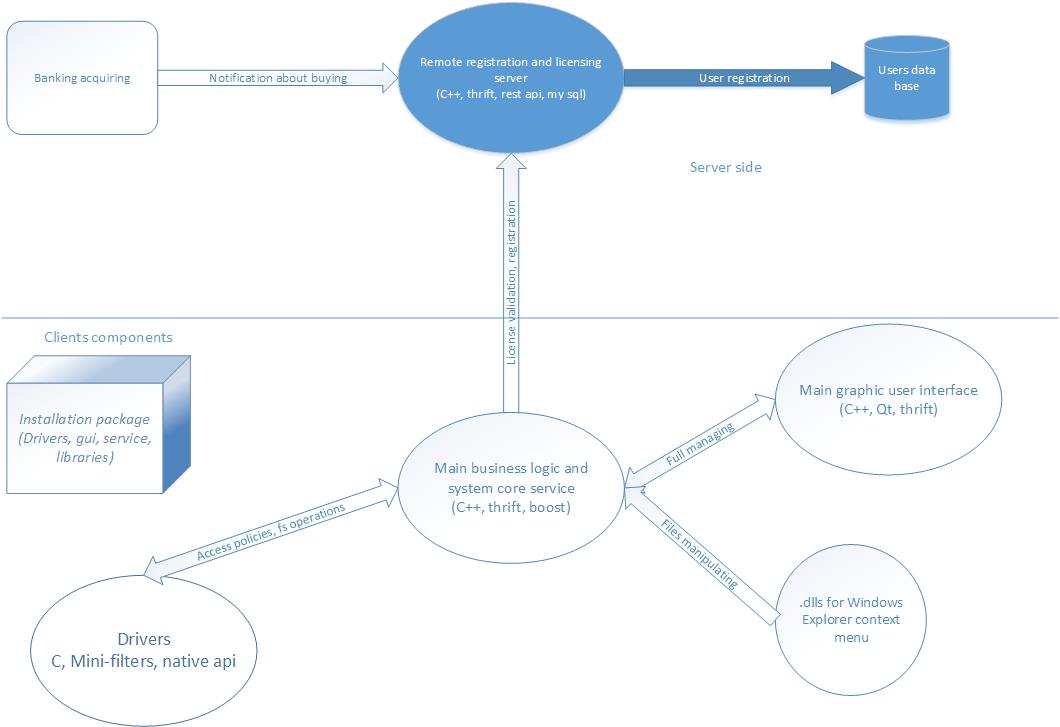 Banking acquiring
Notification about buying
Remote registration and licensing
server
(C++, thrift, rest api, my sql)
User registration
Users data
base
Server side
License validation, registration
Clients components
Installation package
(Drivers, gui, service,
libraries)
Main graphic user interface
(C++, Qt, thrift)
Full managing
Main business logic and
system core service
(C++, thrift, boost)
Access policies, fs operations
Files manipulating
.dlls for Windows
Explorer context
menu
Drivers
C, Mini-filters, native api